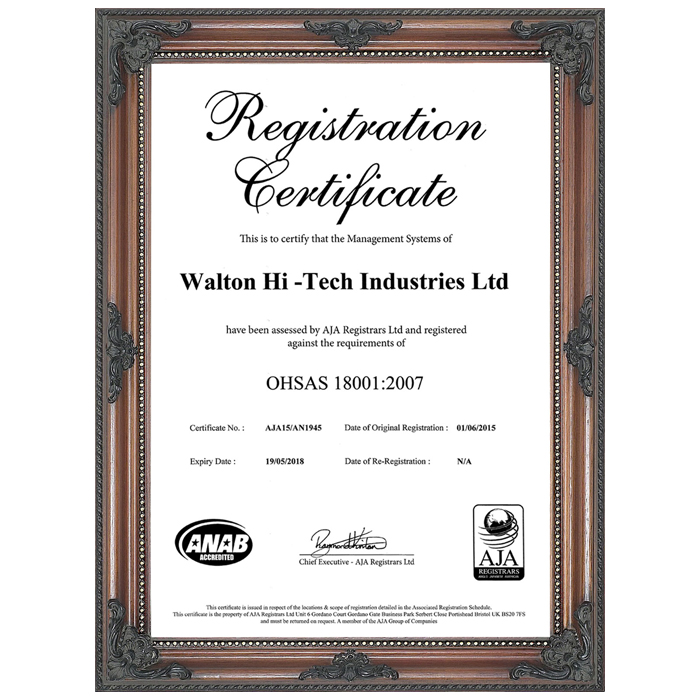 Registration
Certificate
This is to certify that the Management Systems of
Walton Hi -Tech Industries Ltd
have been assessed by AJA Registrars Ltd and registered
against the requirements of
OHSAS 18001:2007
Certificate No. : AJA15/AN1945 Date of Original Registration : 01/06/2015
Expiry Date : 19/05/2018 Date of Re-Registration : N/A
ANAB
ACCREDITED
Chief Executive - AJA Registrars Ltd
AJA
REGISTRARS
This certificate is issued in respect of the locations & scope of registration detailed in the Associated Registration Schedule.
This certificate is the property of AJA Registrars Ltd Unit 6 Gordano Court Gordano Gate Business Park Serbert Close Portishead Bristol UK BS20 7FS
and must be returned on request. A member of the AJA Group of Companies